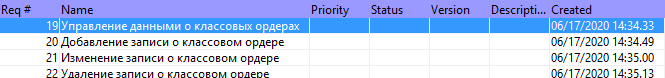 Req # Name Priority Status Version Descripti... Created
19 Управление данными о классовых ордерах 06/17/2020 14:34.33
20 Добавление записи о классовом ордере 06/17/2020 14:34.49
21 Изменение записи о классовом ордере 06/17/2020 14:35.00
22 Удаление записи о классовом ордере 06/17/2020 14:35.13